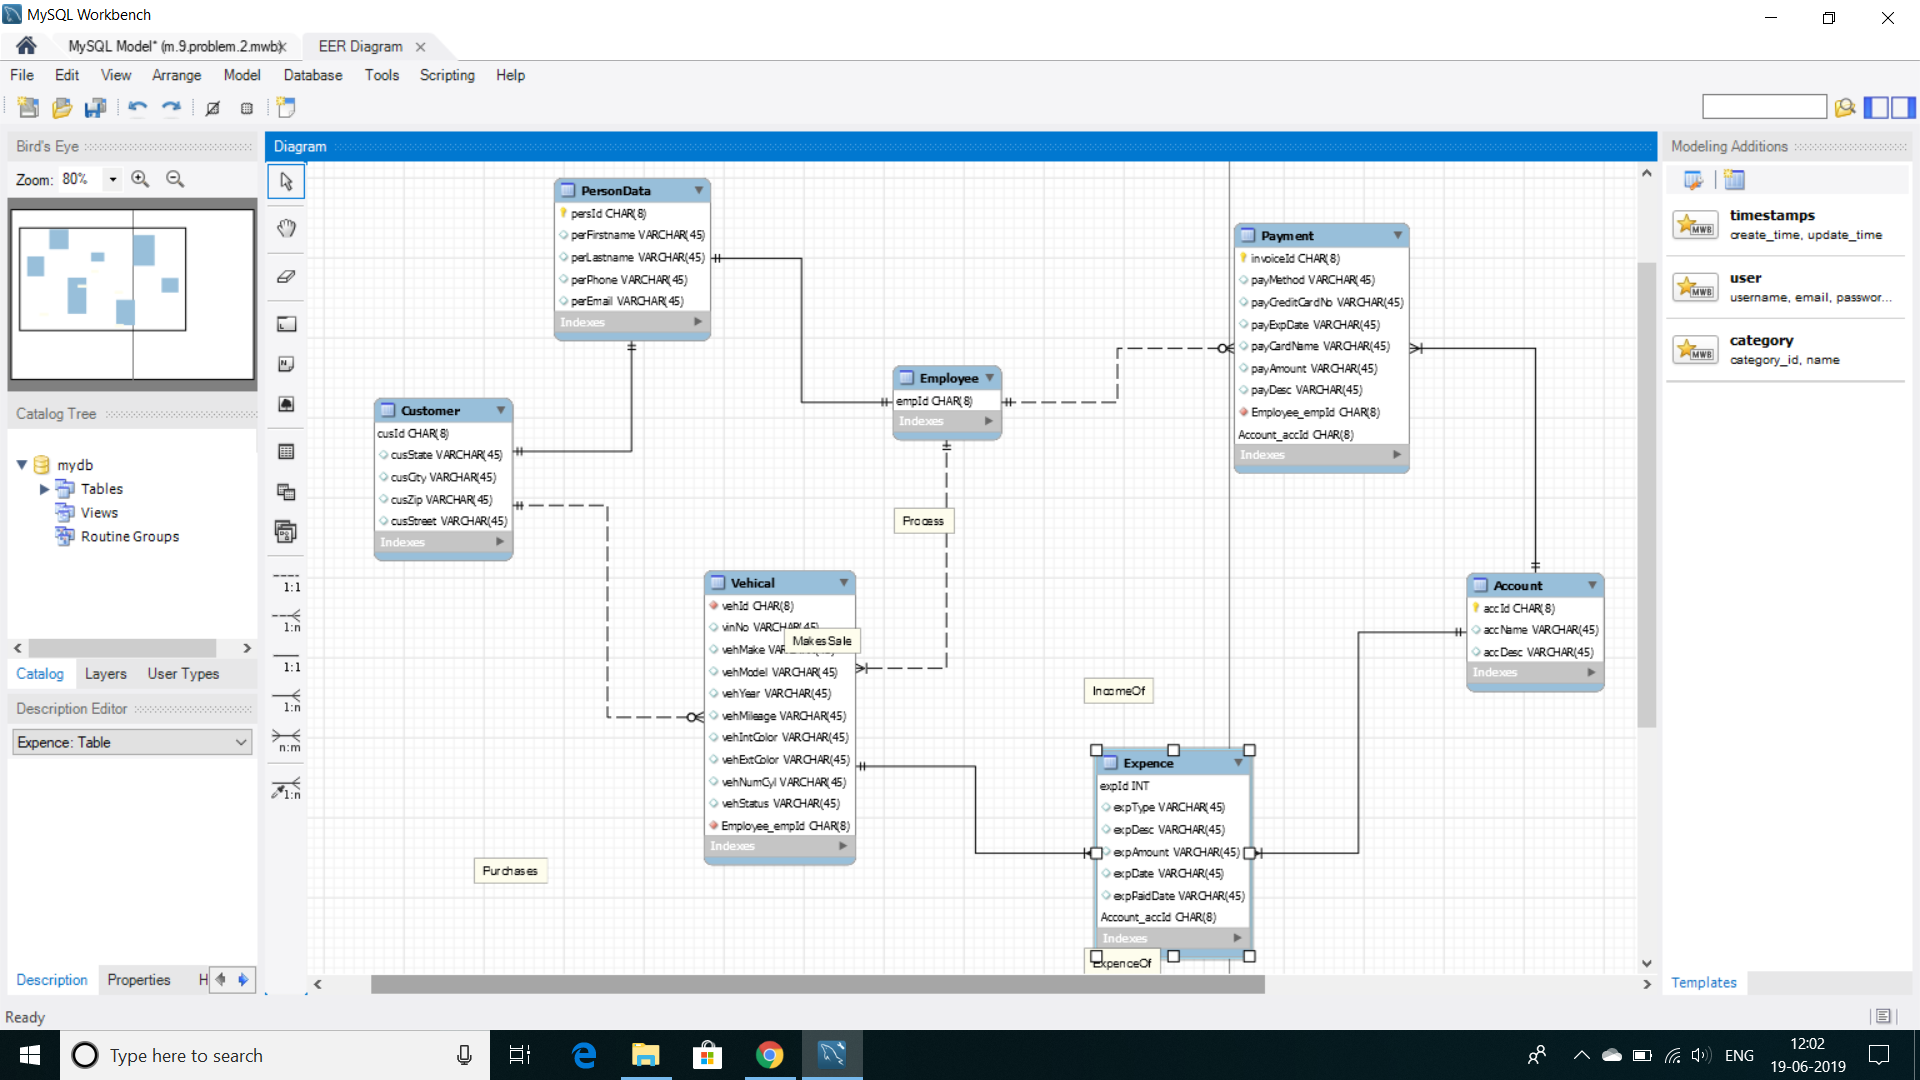 MySQL Workbench
MySQL Model* (m.9.problem.2.mwb)
EER Diagram
File Edit View Arrange Model Database Tools Scripting Help
Bird's Eye
Zoom: 80%
Catalog Tree
mydb
Tables
Views
Routine Groups
Catalog Layers User Types
Description Editor
Expence: Table
Description Properties H
Ready
Diagram
1:1
1:n
1:1
1:n
n:m
1:n
PersonData
persId CHAR(8)
perFirstname VARCHAR(45)
perLastname VARCHAR(45)
perPhone VARCHAR(45)
perEmail VARCHAR(45)
Indexes
Customer
cusId CHAR(8)
cusState VARCHAR(45)
cusCity VARCHAR(45)
cusZip VARCHAR(45)
cusStreet VARCHAR(45)
Indexes
Employee
empId CHAR(8)
Indexes
Payment
invoiceId CHAR(8)
payMethod VARCHAR(45)
payCreditCardNo VARCHAR(45)
payExpDate VARCHAR(45)
payCardName VARCHAR(45)
payAmount VARCHAR(45)
payDesc VARCHAR(45)
Employee_empId CHAR(8)
Account_accId CHAR(8)
Indexes
Process
Vehical
vehId CHAR(8)
vinNo VARCHAR(45)
MakesSale
vehMake
vehModel VARCHAR(45)
vehYear VARCHAR(45)
vehMileage VARCHAR(45)
vehIntColor VARCHAR(45)
vehExtColor VARCHAR(45)
vehNumCyl VARCHAR(45)
vehStatus VARCHAR(45)
Employee_empId CHAR(8)
Indexes
Account
accId CHAR(8)
accName VARCHAR(45)
accDesc VARCHAR(45)
Indexes
IncomeOf
Expence
expId INT
expType VARCHAR(45)
expDesc VARCHAR(45)
expAmount VARCHAR(45)
expDate VARCHAR(45)
expPaidDate VARCHAR(45)
Account_accId CHAR(8)
Indexes
ExpenceOf
Purchases
Modeling Additions
MWB
timestamps
create_time, update_time
MWB
user
username, email, passwor...
MWB
category
category_id, name
Templates
Type here to search
ENG
12:02
19-06-2019